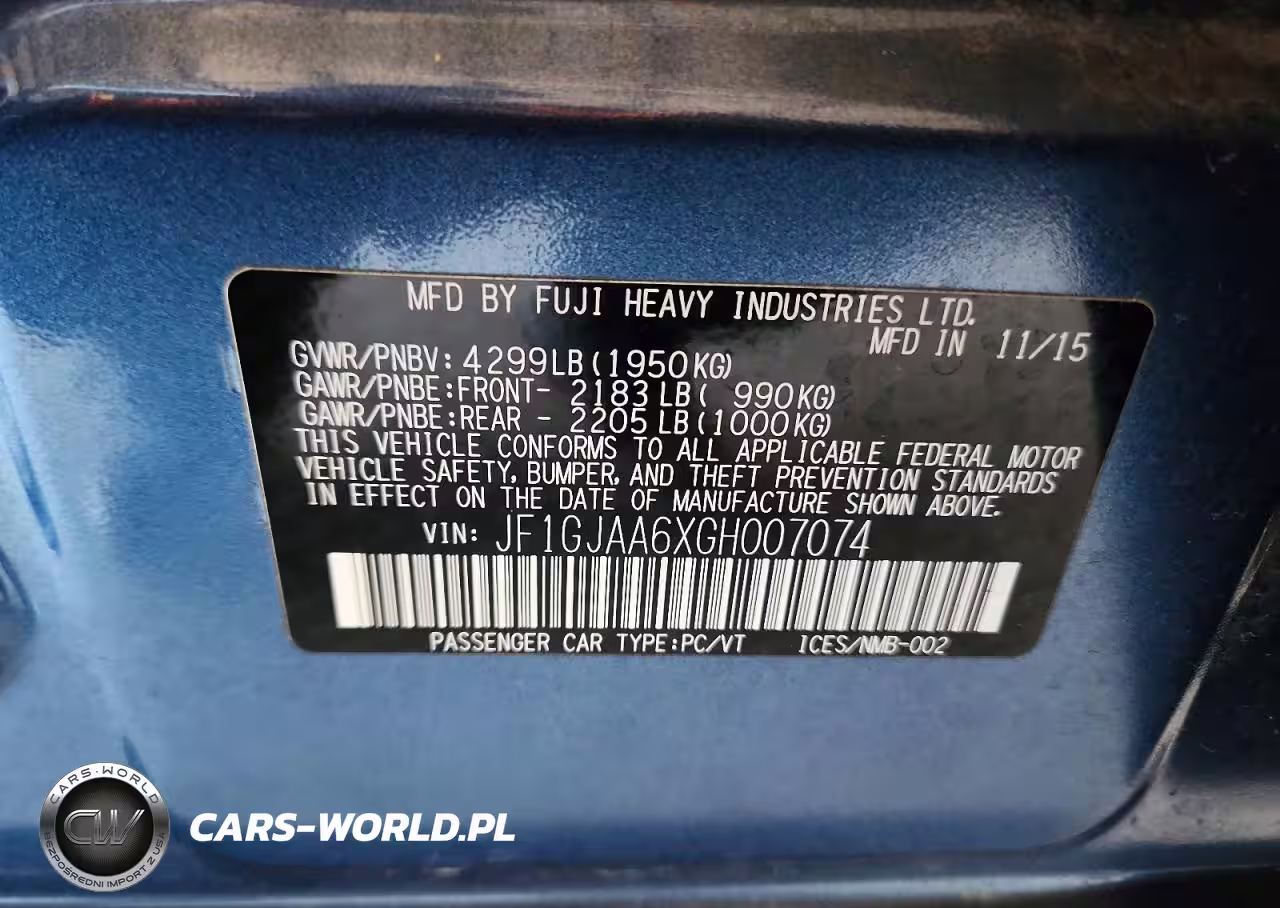 MFD BY FUJI HEAVY INDUSTRIES LTD.
MFD IN 11/15
GVWR/PNBV: 4299LB(1950KG)
GAWR/PNBE:FRONT- 2183LB( 990KG)
GAWR/PNBE:REAR - 2205LB(1000KG)
THIS VEHICLE CONFORMS TO ALL APPLICABLE FEDERAL MOTOR
VEHICLE SAFETY, BUMPER, AND THEFT PREVENTION STANDARDS
IN EFFECT ON THE DATE OF MANUFACTURE SHOWN ABOVE.
VIN: JF1GJAA6XGH007074
PASSENGER CAR TYPE:PC/VT ICES/NMB-002
CARS-WORLD
CW
BEZPOŚREDNI IMPORT Z USA
CARS-WORLD.PL